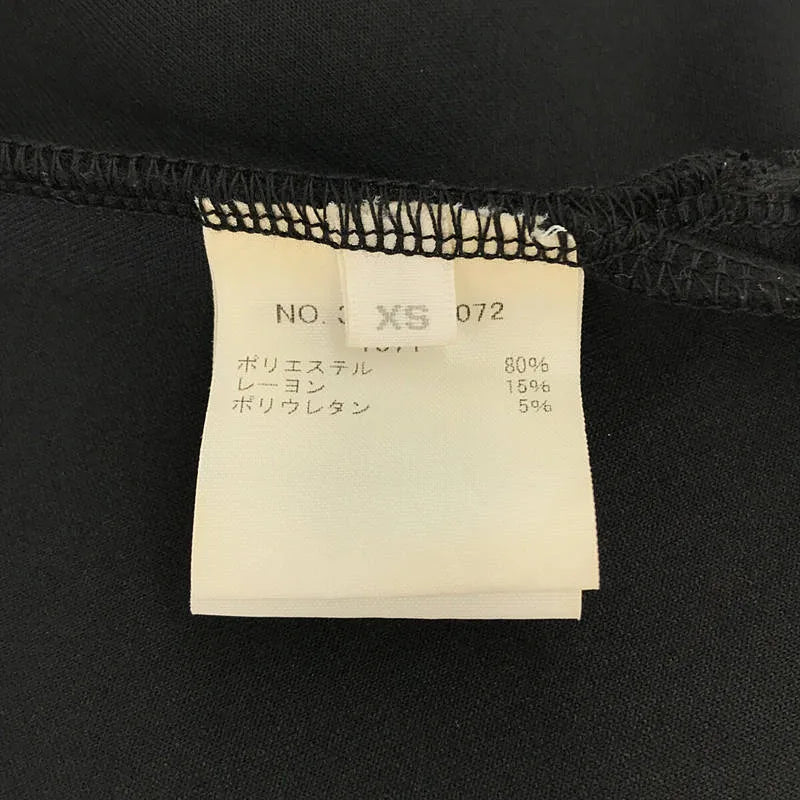 XS
NO. 3 072
ポリエステル 80%
レーヨン 15%
ポリウレタン 5%